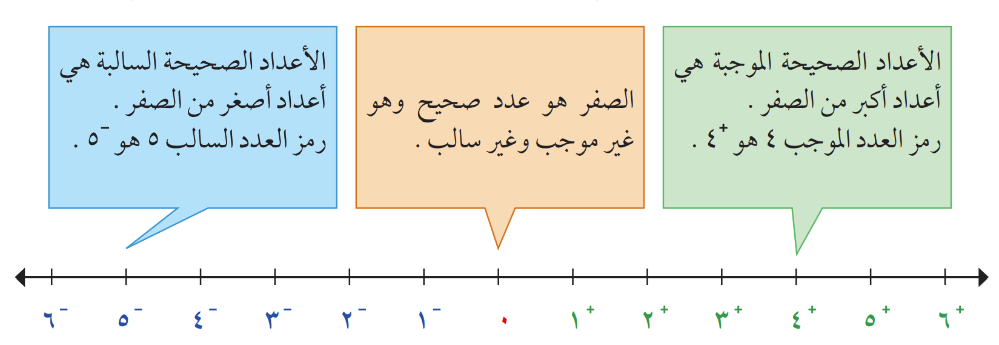 الأعداد الصحيحة الموجبة هي
أعداد أكبر من الصفر .
رمز العدد الموجب ٤ هو +٤ .
الصفر هو عدد صحيح وهو
غير موجب وغير سالب .
الأعداد الصحيحة السالبة هي
أعداد أصغر من الصفر .
رمز العدد السالب ٥ هو −٥ .
−٦ −٥ −٤ −٣ −٢ −١ ٠ +١ +٢ +٣ +٤ +٥ +٦